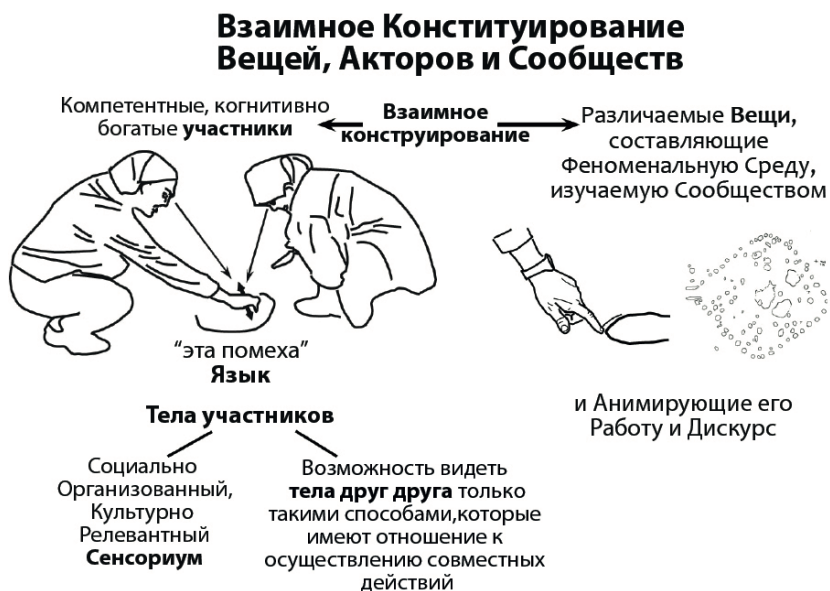 Взаимное Конституирование
Вещей, Акторов и Сообществ
Компетентные, когнитивно
богатые участники
Взаимное
конструирование
Различаемые Вещи,
составляющие
Феноменальную Среду,
изучаемую Сообществом
“эта помеха”
Язык
Тела участников
Социально
Организованный,
Культурно
Релевантный
Сенсориум
Возможность видеть
тела друг друга только
такими способами,которые
имеют отношение к
осуществлению совместных
действий
и Анимирующие его
Работу и Дискурс